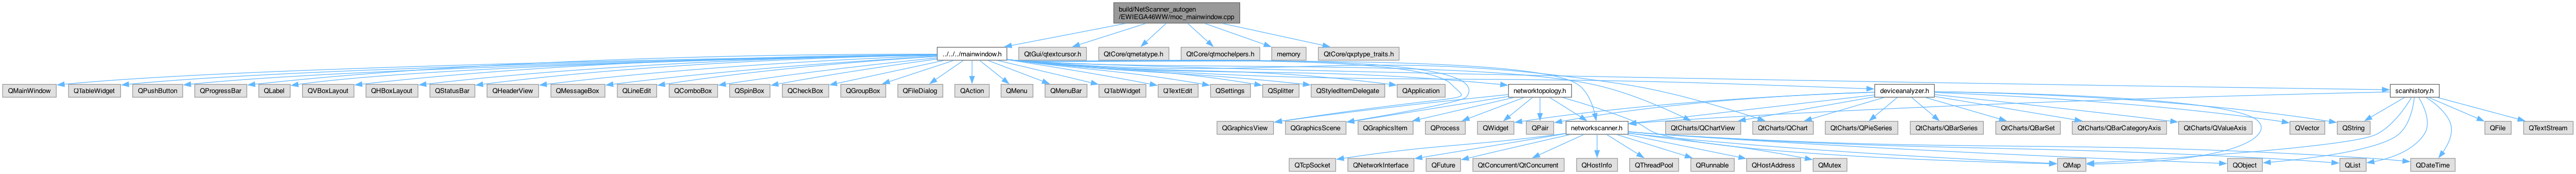 build/NetScanner_autogen
/EWIEGA46WW/moc_mainwindow.cpp
../../../mainwindow.h
QtGui/qtextcursor.h
QtCore/qmetatype.h
QtCore/qtmochelpers.h
memory
QtCore/qxptype_traits.h
QMainWindow
QTableWidget
QPushButton
QProgressBar
QLabel
QVBoxLayout
QHBoxLayout
QStatusBar
QHeaderView
QMessageBox
QLineEdit
QComboBox
QSpinBox
QCheckBox
QGroupBox
QFileDialog
QAction
QMenu
QMenuBar
QTabWidget
QTextEdit
QSettings
QSplitter
QStyledItemDelegate
QApplication
networktopology.h
deviceanalyzer.h
scanhistory.h
QGraphicsView
QGraphicsScene
QGraphicsItem
QProcess
QWidget
QPair
networkscanner.h
QtCharts/QChartView
QtCharts/QChart
QtCharts/QPieSeries
QtCharts/QBarSeries
QtCharts/QBarSet
QtCharts/QBarCategoryAxis
QtCharts/QValueAxis
QVector
QString
QFile
QTextStream
QTcpSocket
QNetworkInterface
QFuture
QtConcurrent/QtConcurrent
QHostInfo
QThreadPool
QRunnable
QHostAddress
QMutex
QMap
QObject
QList
QDateTime